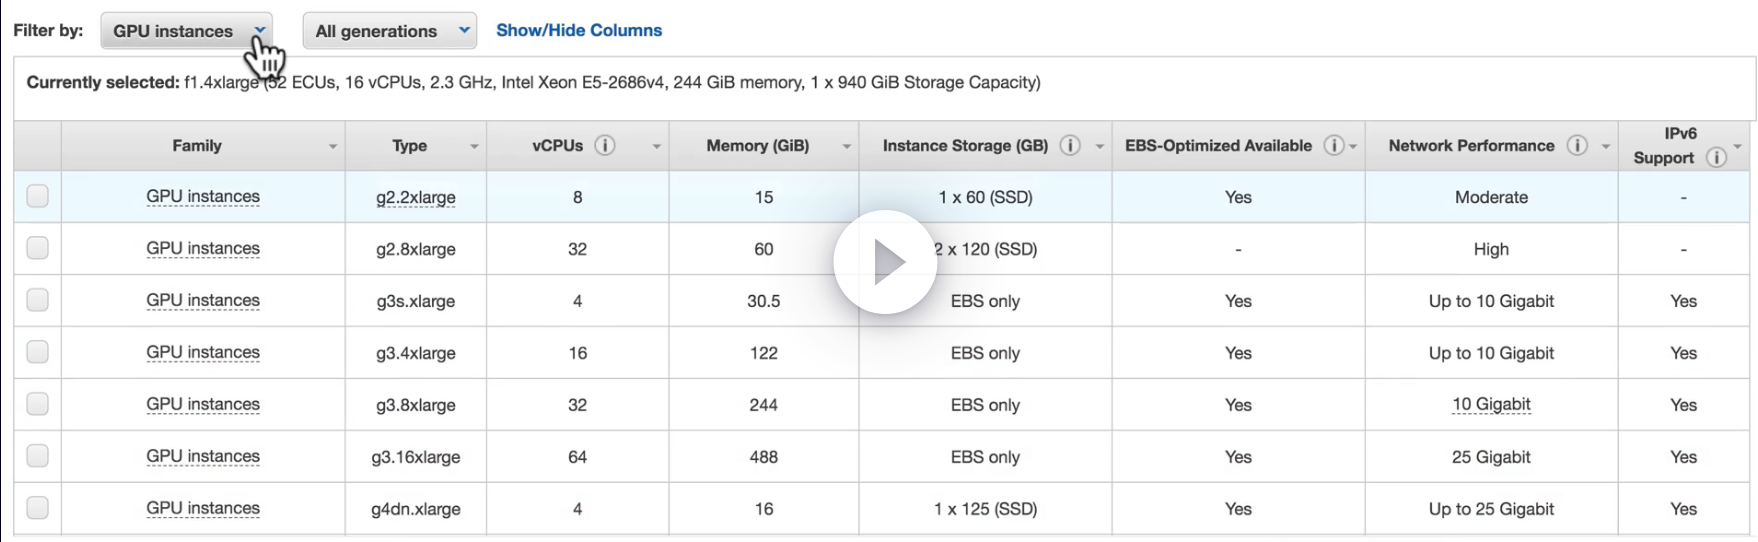 Filter by: GPU instances All generations Show/Hide Columns
Currently selected: f1.4xlarge (52 ECUs, 16 vCPUs, 2.3 GHz, Intel Xeon E5-2686v4, 244 GiB memory, 1 x 940 GiB Storage Capacity)
Family Type vCPUs Memory (GiB) Instance Storage (GB) EBS-Optimized Available Network Performance IPv6 Support
GPU instances g2.2xlarge 8 15 1 x 60 (SSD) Yes Moderate -
GPU instances g2.8xlarge 32 60 2 x 120 (SSD) - High -
GPU instances g3s.xlarge 4 30.5 EBS only Yes Up to 10 Gigabit Yes
GPU instances g3.4xlarge 16 122 EBS only Yes Up to 10 Gigabit Yes
GPU instances g3.8xlarge 32 244 EBS only Yes 10 Gigabit Yes
GPU instances g3.16xlarge 64 488 EBS only Yes 25 Gigabit Yes
GPU instances g4dn.xlarge 4 16 1 x 125 (SSD) Yes Up to 25 Gigabit Yes